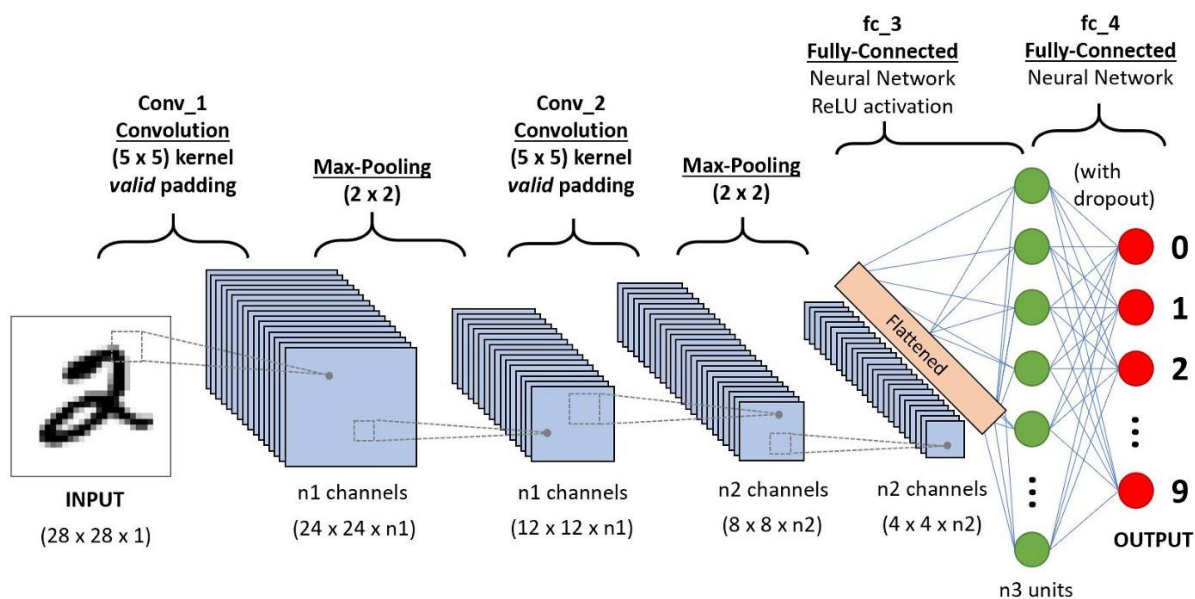 Conv_1
Convolution
(5 x 5) kernel
valid padding
Max-Pooling
(2 x 2)
Conv_2
Convolution
(5 x 5) kernel
valid padding
Max-Pooling
(2 x 2)
fc_3
Fully-Connected
Neural Network
ReLU activation
fc_4
Fully-Connected
Neural Network
(with
dropout)
INPUT
(28 x 28 x 1)
n1 channels
(24 x 24 x n1)
n1 channels
(12 x 12 x n1)
n2 channels
(8 x 8 x n2)
n2 channels
(4 x 4 x n2)
Flattened
n3 units
0
1
2
9
OUTPUT
2